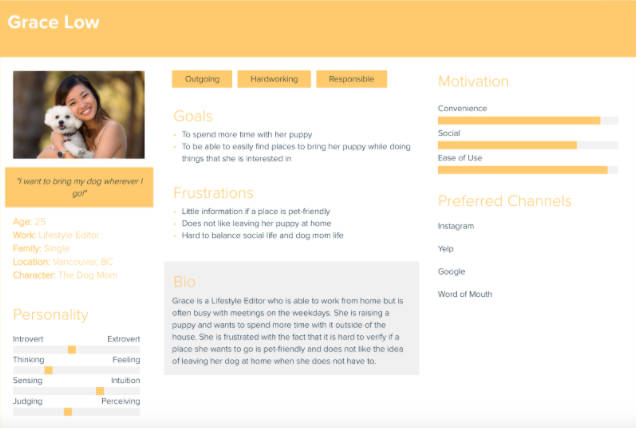 Grace Low
"I want to bring my dog wherever I
go!"
Age: 25
Work: Lifestyle Editor
Family: Single
Location: Vancouver, BC
Character: The Dog Mom
Personality
Introvert Extrovert
Thinking Feeling
Sensing Intuition
Judging Perceiving
Outgoing Hardworking Responsible
Goals
- To spend more time with her puppy
- To be able to easily find places to bring her puppy while doing
things that she is interested in
Frustrations
- Little information if a place is pet-friendly
- Does not like leaving her puppy at home
- Hard to balance social life and dog mom life
Bio
Grace is a Lifestyle Editor who is able to work from home but is
often busy with meetings on the weekdays. She is raising a
puppy and wants to spend more time with it outside of the
house. She is frustrated with the fact that it is hard to verify if a
place she wants to go is pet-friendly and does not like the idea
of leaving her dog at home when she does not have to.
Motivation
Convenience
Social
Ease of Use
Preferred Channels
Instagram
Yelp
Google
Word of Mouth